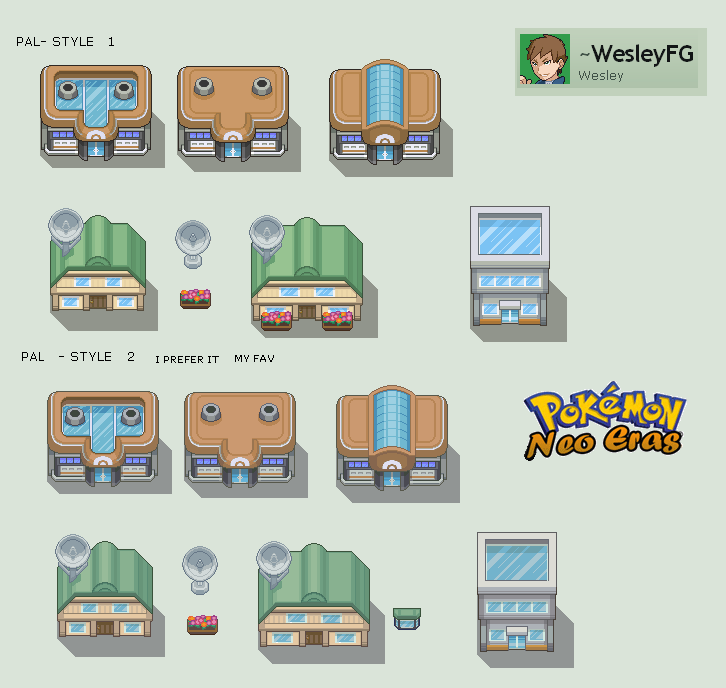 PAL- STYLE 1
~WesleyFG
Wesley
PAL - STYLE 2 I PREFER IT MY FAV
POKéMON
Neo Eras